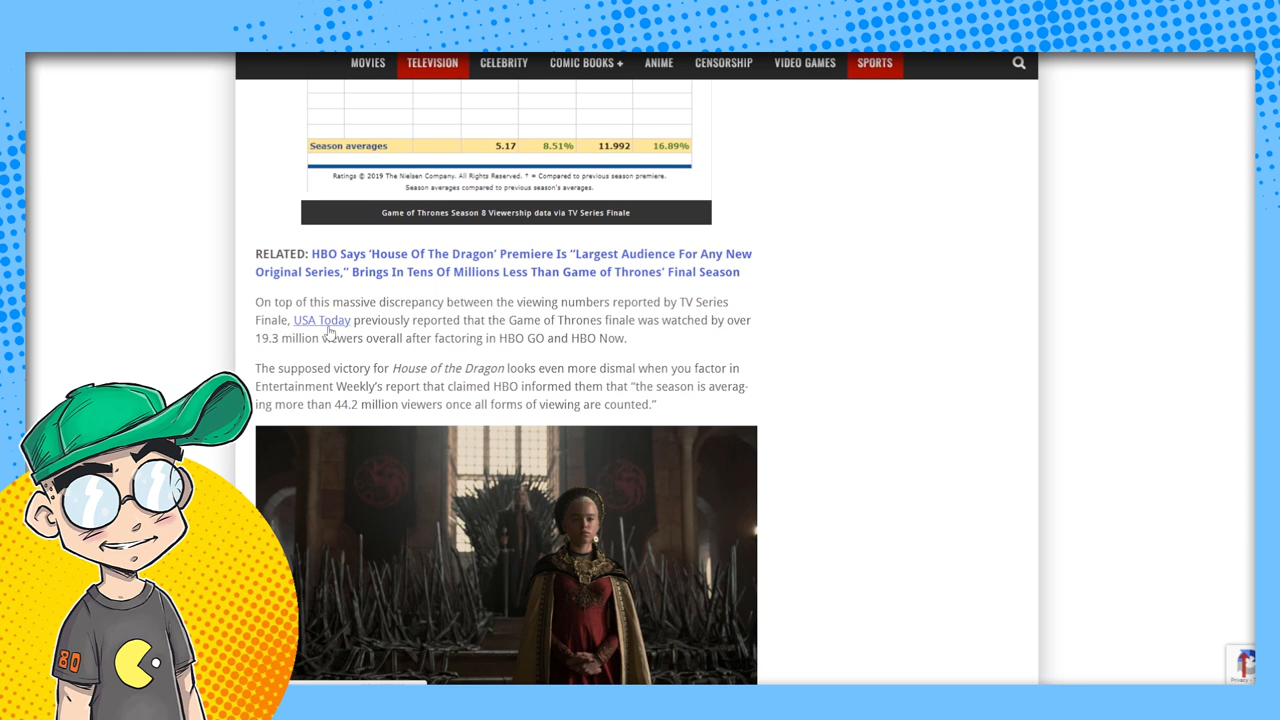 MOVIES TELEVISION CELEBRITY COMIC BOOKS + ANIME CENSORSHIP VIDEO GAMES SPORTS
Season averages 5.17 8.51% 11.992 16.89%
Ratings © 2019 The Nielsen Company. All Rights Reserved. † = Compared to previous season premiere.
Season averages compared to previous season's averages.
Game of Thrones Season 8 Viewership data via TV Series Finale
RELATED: HBO Says ‘House Of The Dragon’ Premiere Is “Largest Audience For Any New
Original Series,” Brings In Tens Of Millions Less Than Game of Thrones’ Final Season
On top of this massive discrepancy between the viewing numbers reported by TV Series
Finale, USA Today previously reported that the Game of Thrones finale was watched by over
19.3 million viewers overall after factoring in HBO GO and HBO Now.
The supposed victory for House of the Dragon looks even more dismal when you factor in
Entertainment Weekly’s report that claimed HBO informed them that “the season is averag-
ing more than 44.2 million viewers once all forms of viewing are counted.”
80
Privacy